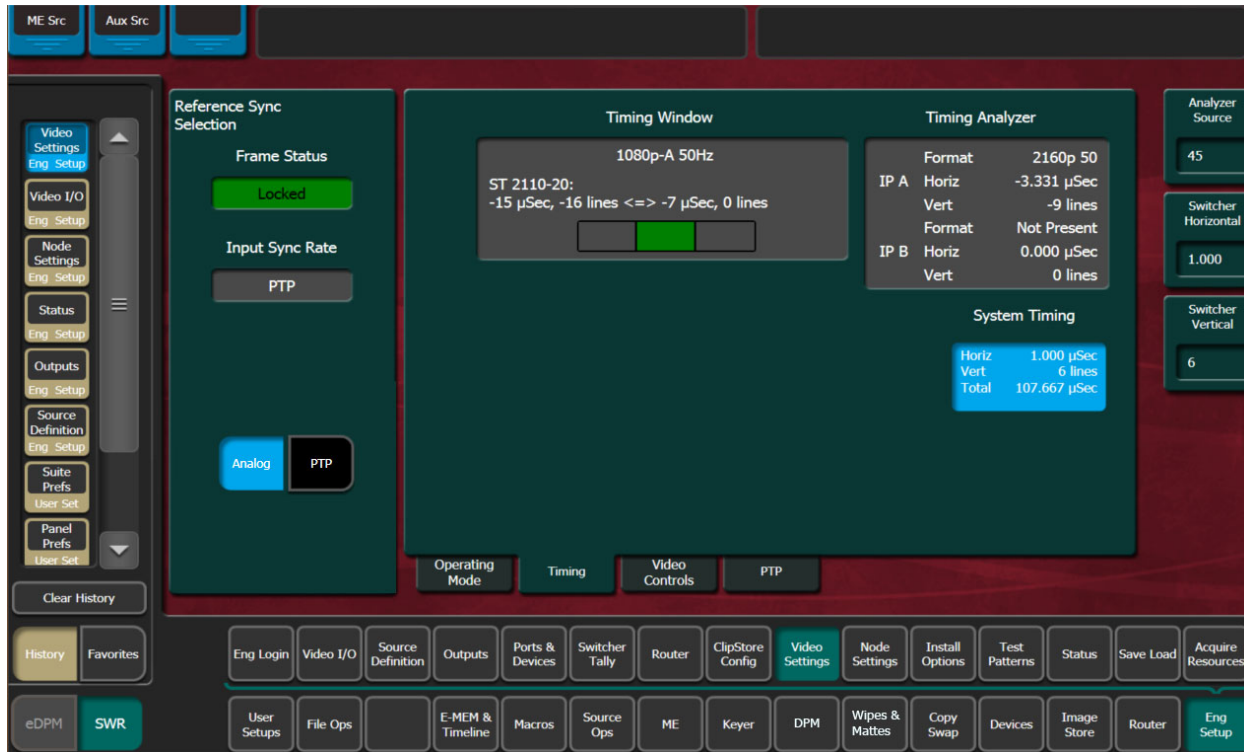 ME Src
Aux Src
Video Settings
Eng Setup
Video I/O
Eng Setup
Node Settings
Eng Setup
Status
Eng Setup
Outputs
Eng Setup
Source Definition
Eng Setup
Suite Prefs
User Set
Panel Prefs
User Set
Clear History
History
Favorites
eDPM
SWR
Reference Sync
Selection
Frame Status
Locked
Input Sync Rate
PTP
Analog
PTP
Timing Window
1080p-A 50Hz
ST 2110-20:
-15 µSec, -16 lines <=> -7 µSec, 0 lines
Timing Analyzer
Format 2160p 50
IP A Horiz -3.331 µSec
Vert -9 lines
Format Not Present
IP B Horiz 0.000 µSec
Vert 0 lines
System Timing
Horiz 1.000 µSec
Vert 6 lines
Total 107.667 µSec
Analyzer
Source
45
Switcher
Horizontal
1.000
Switcher
Vertical
6
Operating Mode
Timing
Video Controls
PTP
Eng Login
Video I/O
Source Definition
Outputs
Ports & Devices
Switcher Tally
Router
ClipStore Config
Video Settings
Node Settings
Install Options
Test Patterns
Status
Save Load
Acquire Resources
User Setups
File Ops
E-MEM & Timeline
Macros
Source Ops
ME
Keyer
DPM
Wipes & Mattes
Copy Swap
Devices
Image Store
Router
Eng Setup